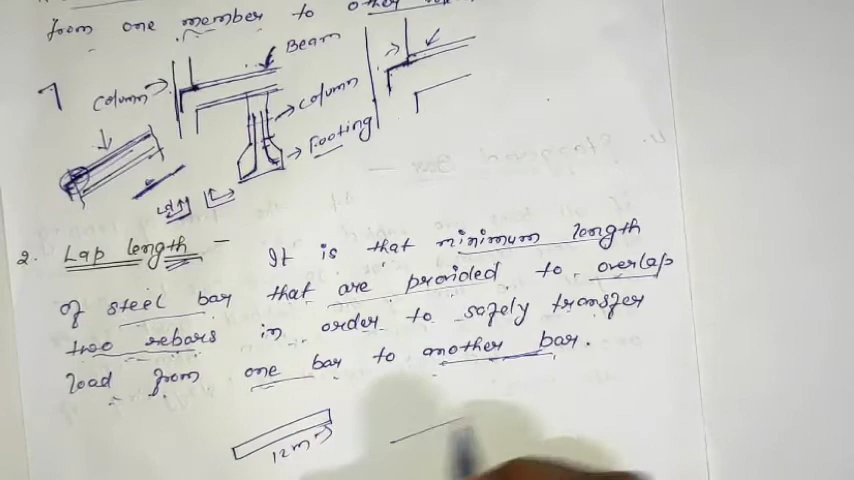 from one member to other
Beam
Column
Column
Footing
2. Lap length - It is that minimum length
of steel bar that are provided to overlap
two rebars in order to safely transfer
load from one bar to another bar.
12m